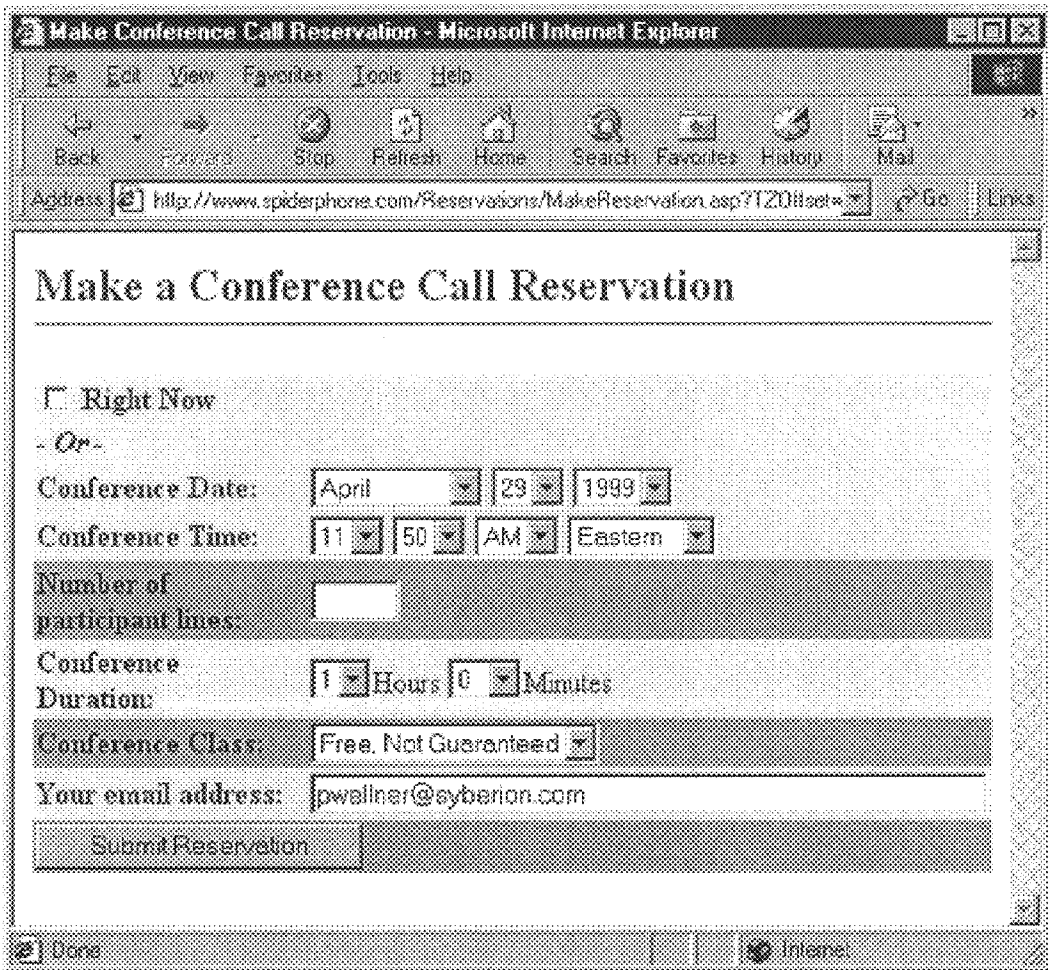 Make Conference Call Reservation - Microsoft Internet Explorer
File Edit View Favorites Tools Help
Back Forward Stop Refresh Home Search Favorites History Mail
Address http://www.spiderphone.com/Reservations/MakeReservation.asp?TZOffset= Go Links
Make a Conference Call Reservation
Right Now
- Or -
Conference Date: April 29 1999
Conference Time: 11 50 AM Eastern
Number of
participant lines:
Conference
Duration: 1 Hours 0 Minutes
Conference Class: Free, Not Guaranteed
Your email address:
Submit Reservation
Done Internet